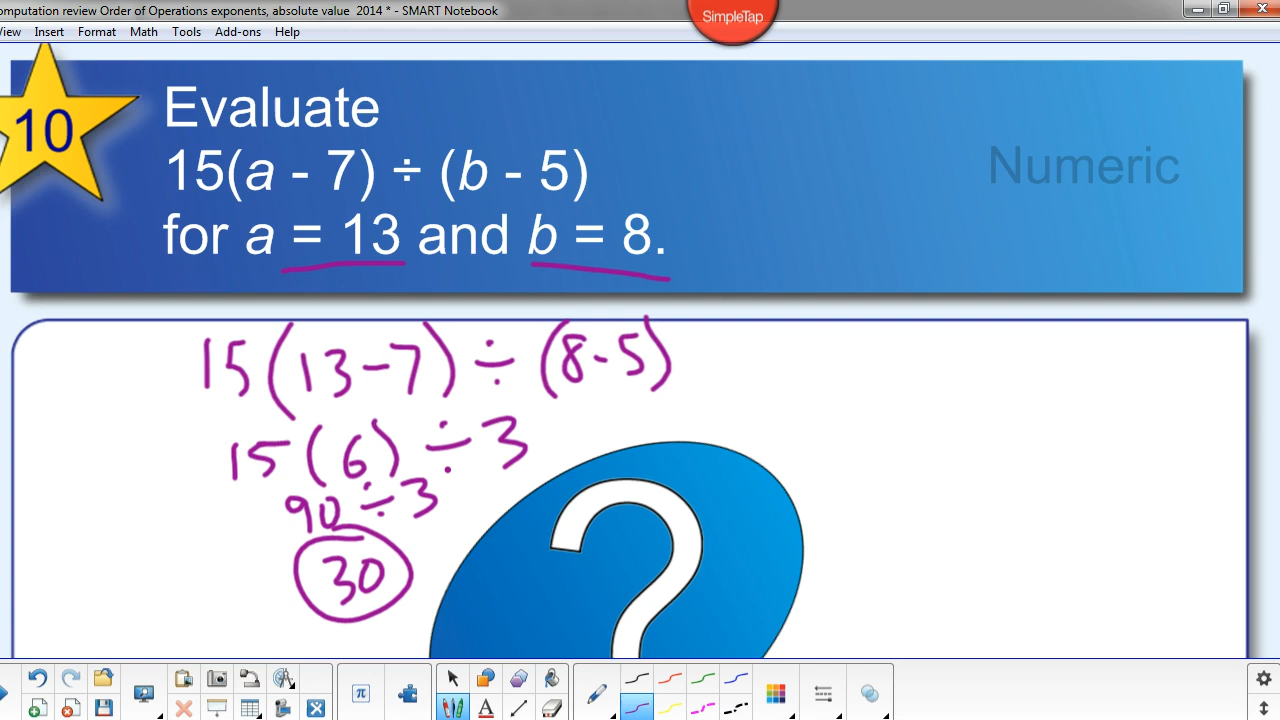 omputation review Order of Operations exponents, absolute value 2014 * - SMART Notebook
SimpleTap
View Insert Format Math Tools Add-ons Help
10
Evaluate
15(a - 7) ÷ (b - 5)
for a = 13 and b = 8.
Numeric
15(13-7) ÷ (8-5)
15(6) ÷ 3
90 ÷ 3
30
?
π
A